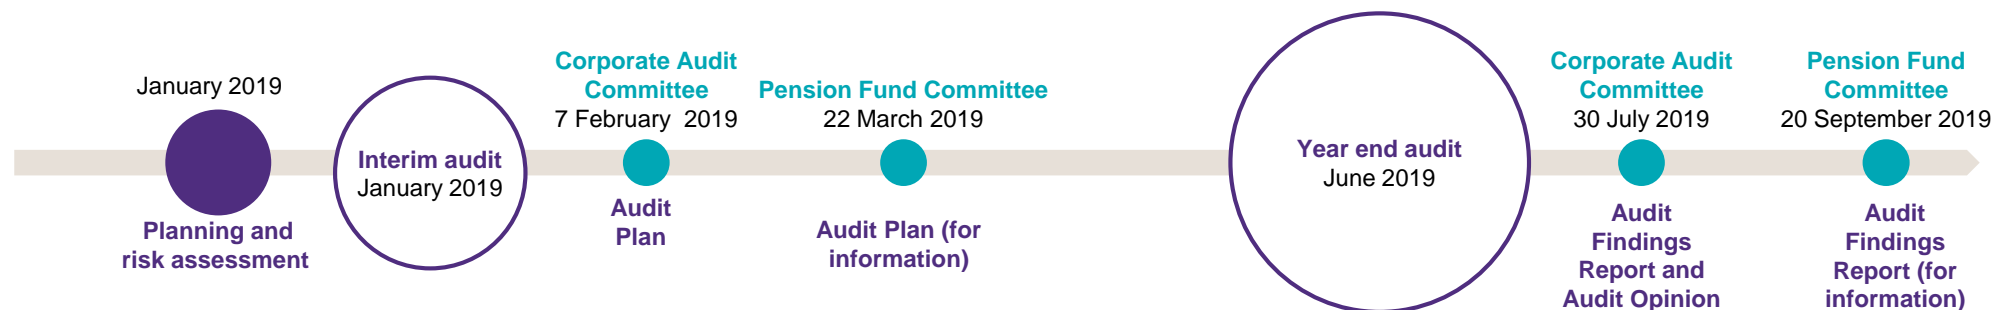 January 2019
Planning and
risk assessment
Interim audit
January 2019
Corporate Audit
Committee
7 February 2019
Audit
Plan
Pension Fund Committee
22 March 2019
Audit Plan (for
information)
Year end audit
June 2019
Corporate Audit
Committee
30 July 2019
Audit
Findings
Report and
Audit Opinion
Pension Fund
Committee
20 September 2019
Audit
Findings
Report (for
information)